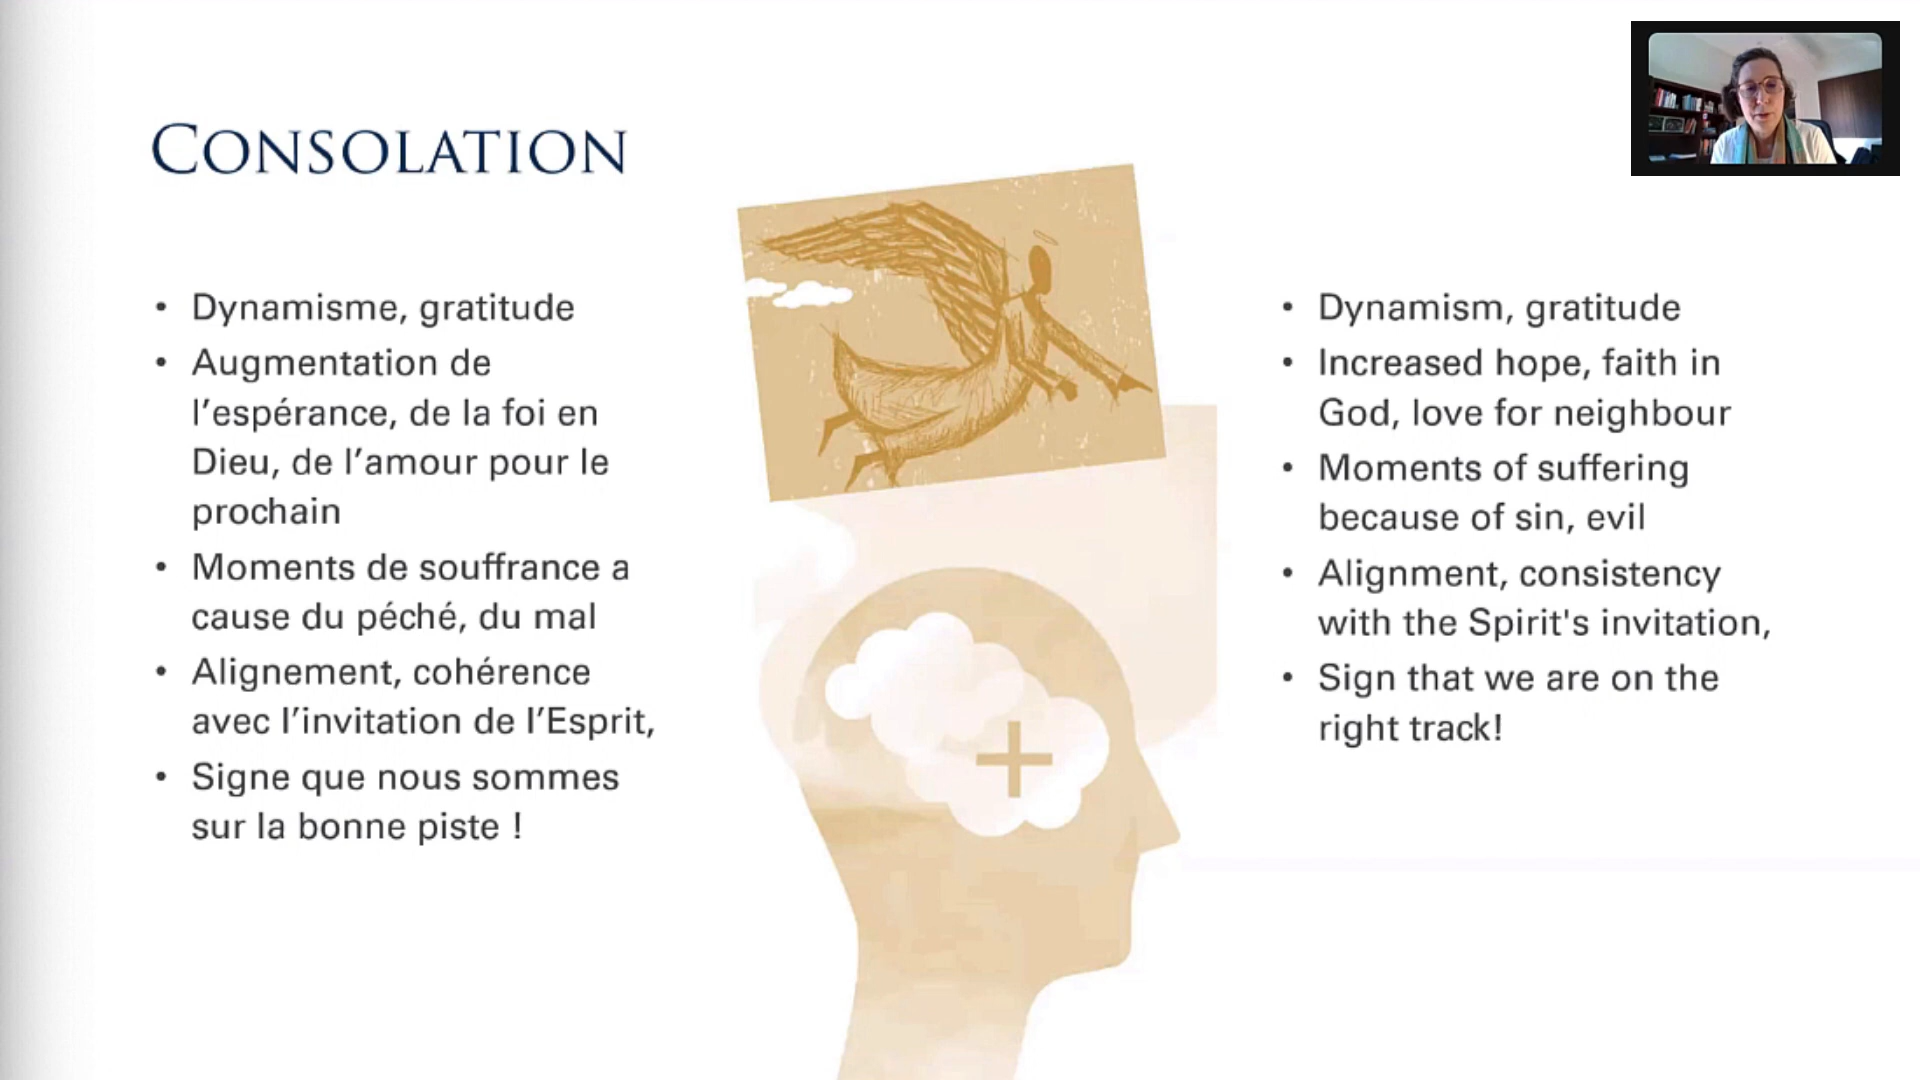 CONSOLATION
• Dynamisme, gratitude
• Augmentation de
l’espérance, de la foi en
Dieu, de l’amour pour le
prochain
• Moments de souffrance a
cause du péché, du mal
• Alignement, cohérence
avec l’invitation de l’Esprit,
• Signe que nous sommes
sur la bonne piste !
• Dynamism, gratitude
• Increased hope, faith in
God, love for neighbour
• Moments of suffering
because of sin, evil
• Alignment, consistency
with the Spirit's invitation,
• Sign that we are on the
right track!